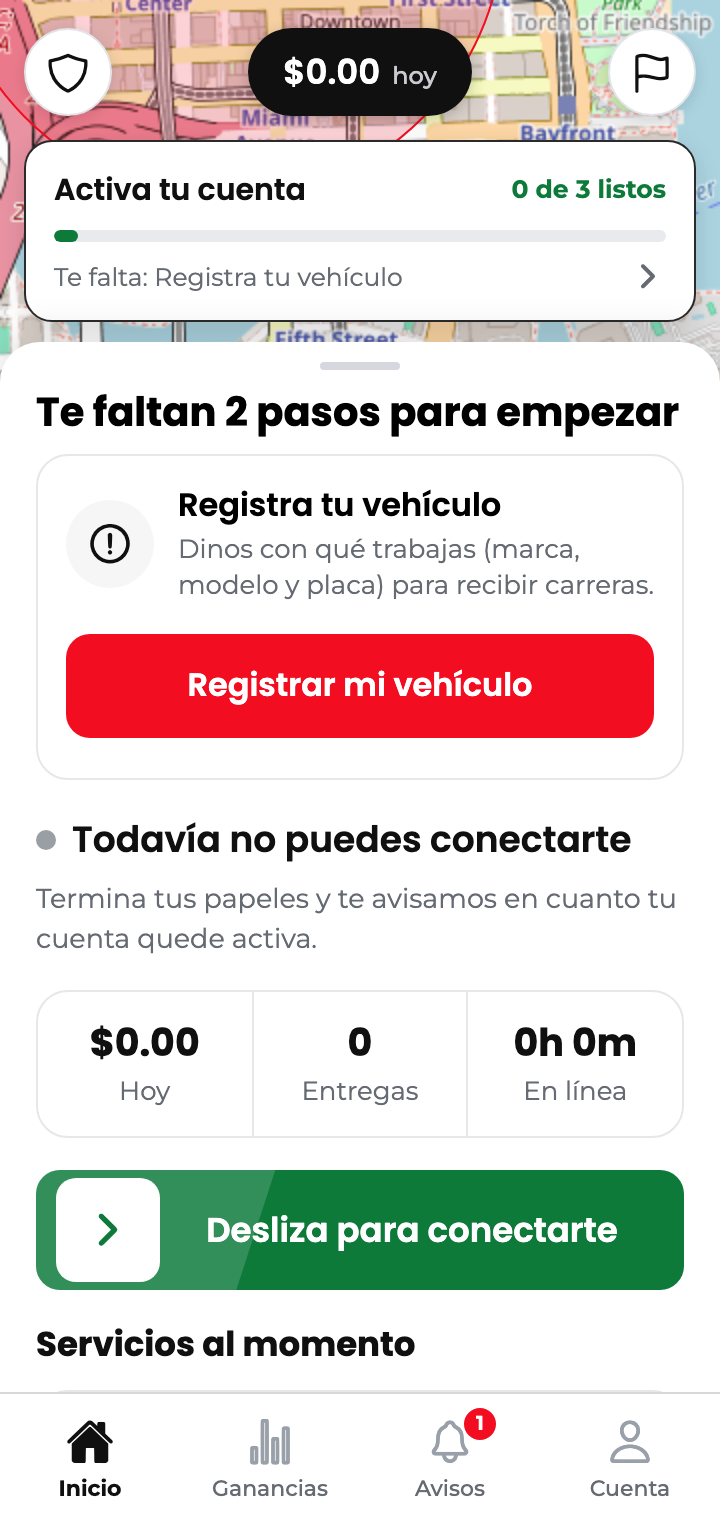 Center
Downtown
Park
Torch of Friendship
$0.00 hoy
Miami
Bayfront
Activa tu cuenta
0 de 3 listos
Te falta: Registra tu vehículo
Fifth Street
Te faltan 2 pasos para empezar
Registra tu vehículo
Dinos con qué trabajas (marca,
modelo y placa) para recibir carreras.
Registrar mi vehículo
Todavía no puedes conectarte
Termina tus papeles y te avisamos en cuanto tu
cuenta quede activa.
$0.00
0
0h 0m
Hoy
Entregas
En línea
Desliza para conectarte
Servicios al momento
1
Inicio
Ganancias
Avisos
Cuenta